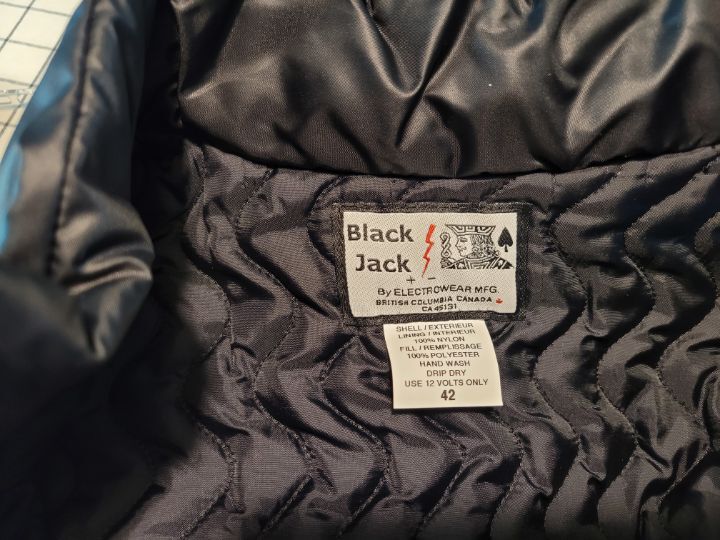 Black
Jack
+ –
By ELECTROWEAR MFG.
BRITISH COLUMBIA CANADA
CA 45131
SHELL / EXTERIEUR
LINING / INTERIEUR
100% NYLON
FILL / REMPLISSAGE
100% POLYESTER
HAND WASH
DRIP DRY
USE 12 VOLTS ONLY
42